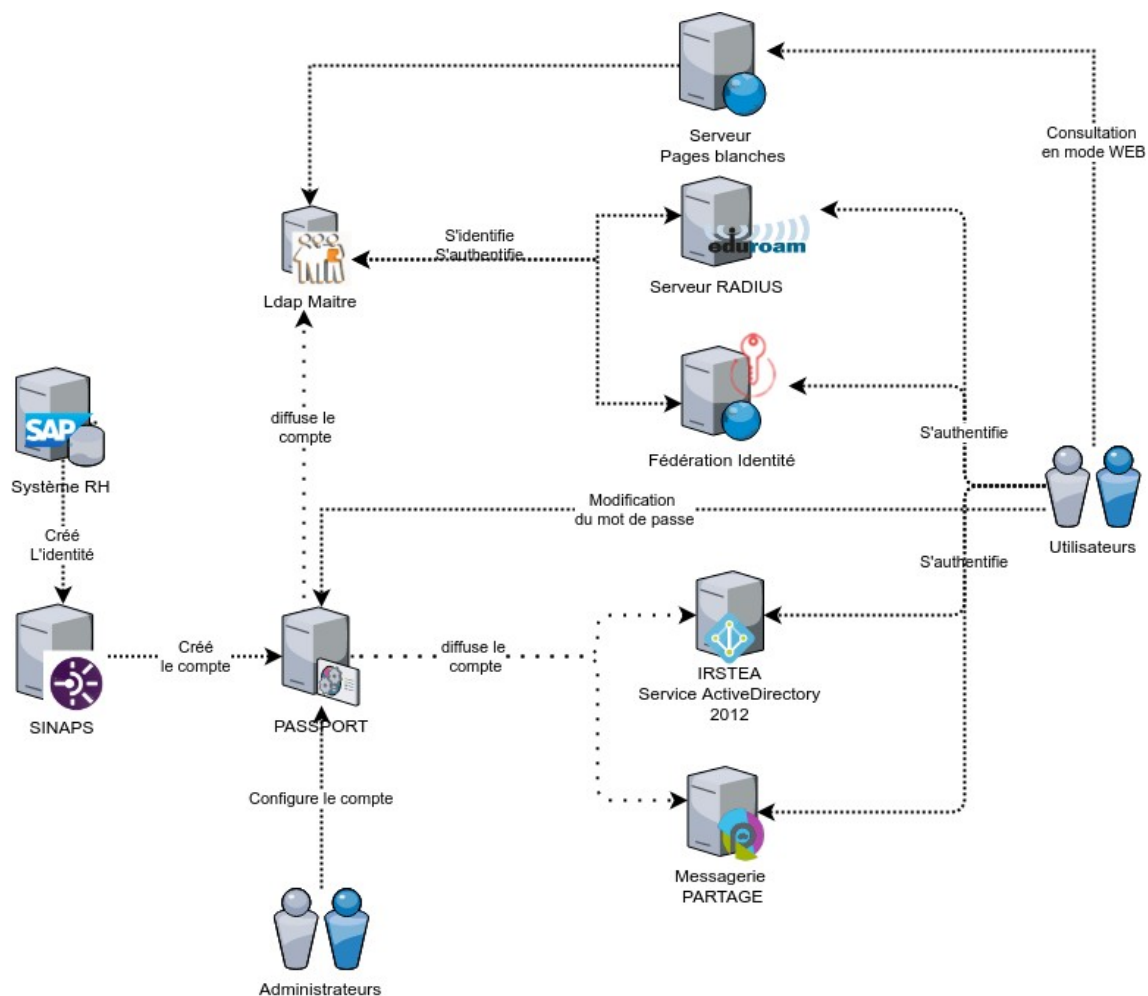 Serveur
Pages blanches
Consultation
en mode WEB
S'identifie
S'authentifie
eduroam
Ldap Maitre
Serveur RADIUS
SAP
diffuse le
compte
S'authentifie
Système RH
Fédération Identité
Modification
du mot de passe
Créé
L'identité
Utilisateurs
S'authentifie
Créé
le compte
diffuse le
compte
IRSTEA
Service ActiveDirectory
2012
SINAPS
PASSPORT
Configure le compte
Messagerie
PARTAGE
Administrateurs